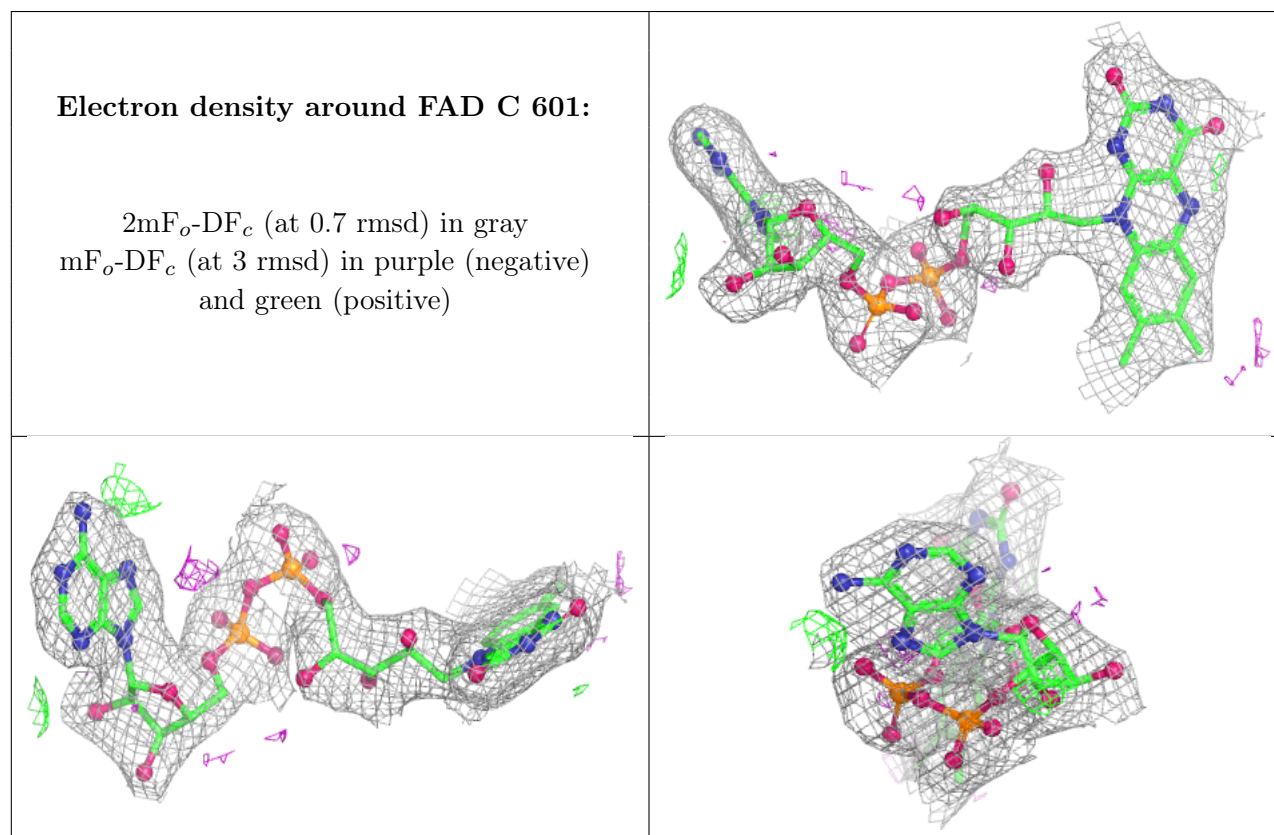 Electron density around FAD C 601:
2mFₒ-DF𝒸 (at 0.7 rmsd) in gray
mFₒ-DF𝒸 (at 3 rmsd) in purple (negative)
and green (positive)